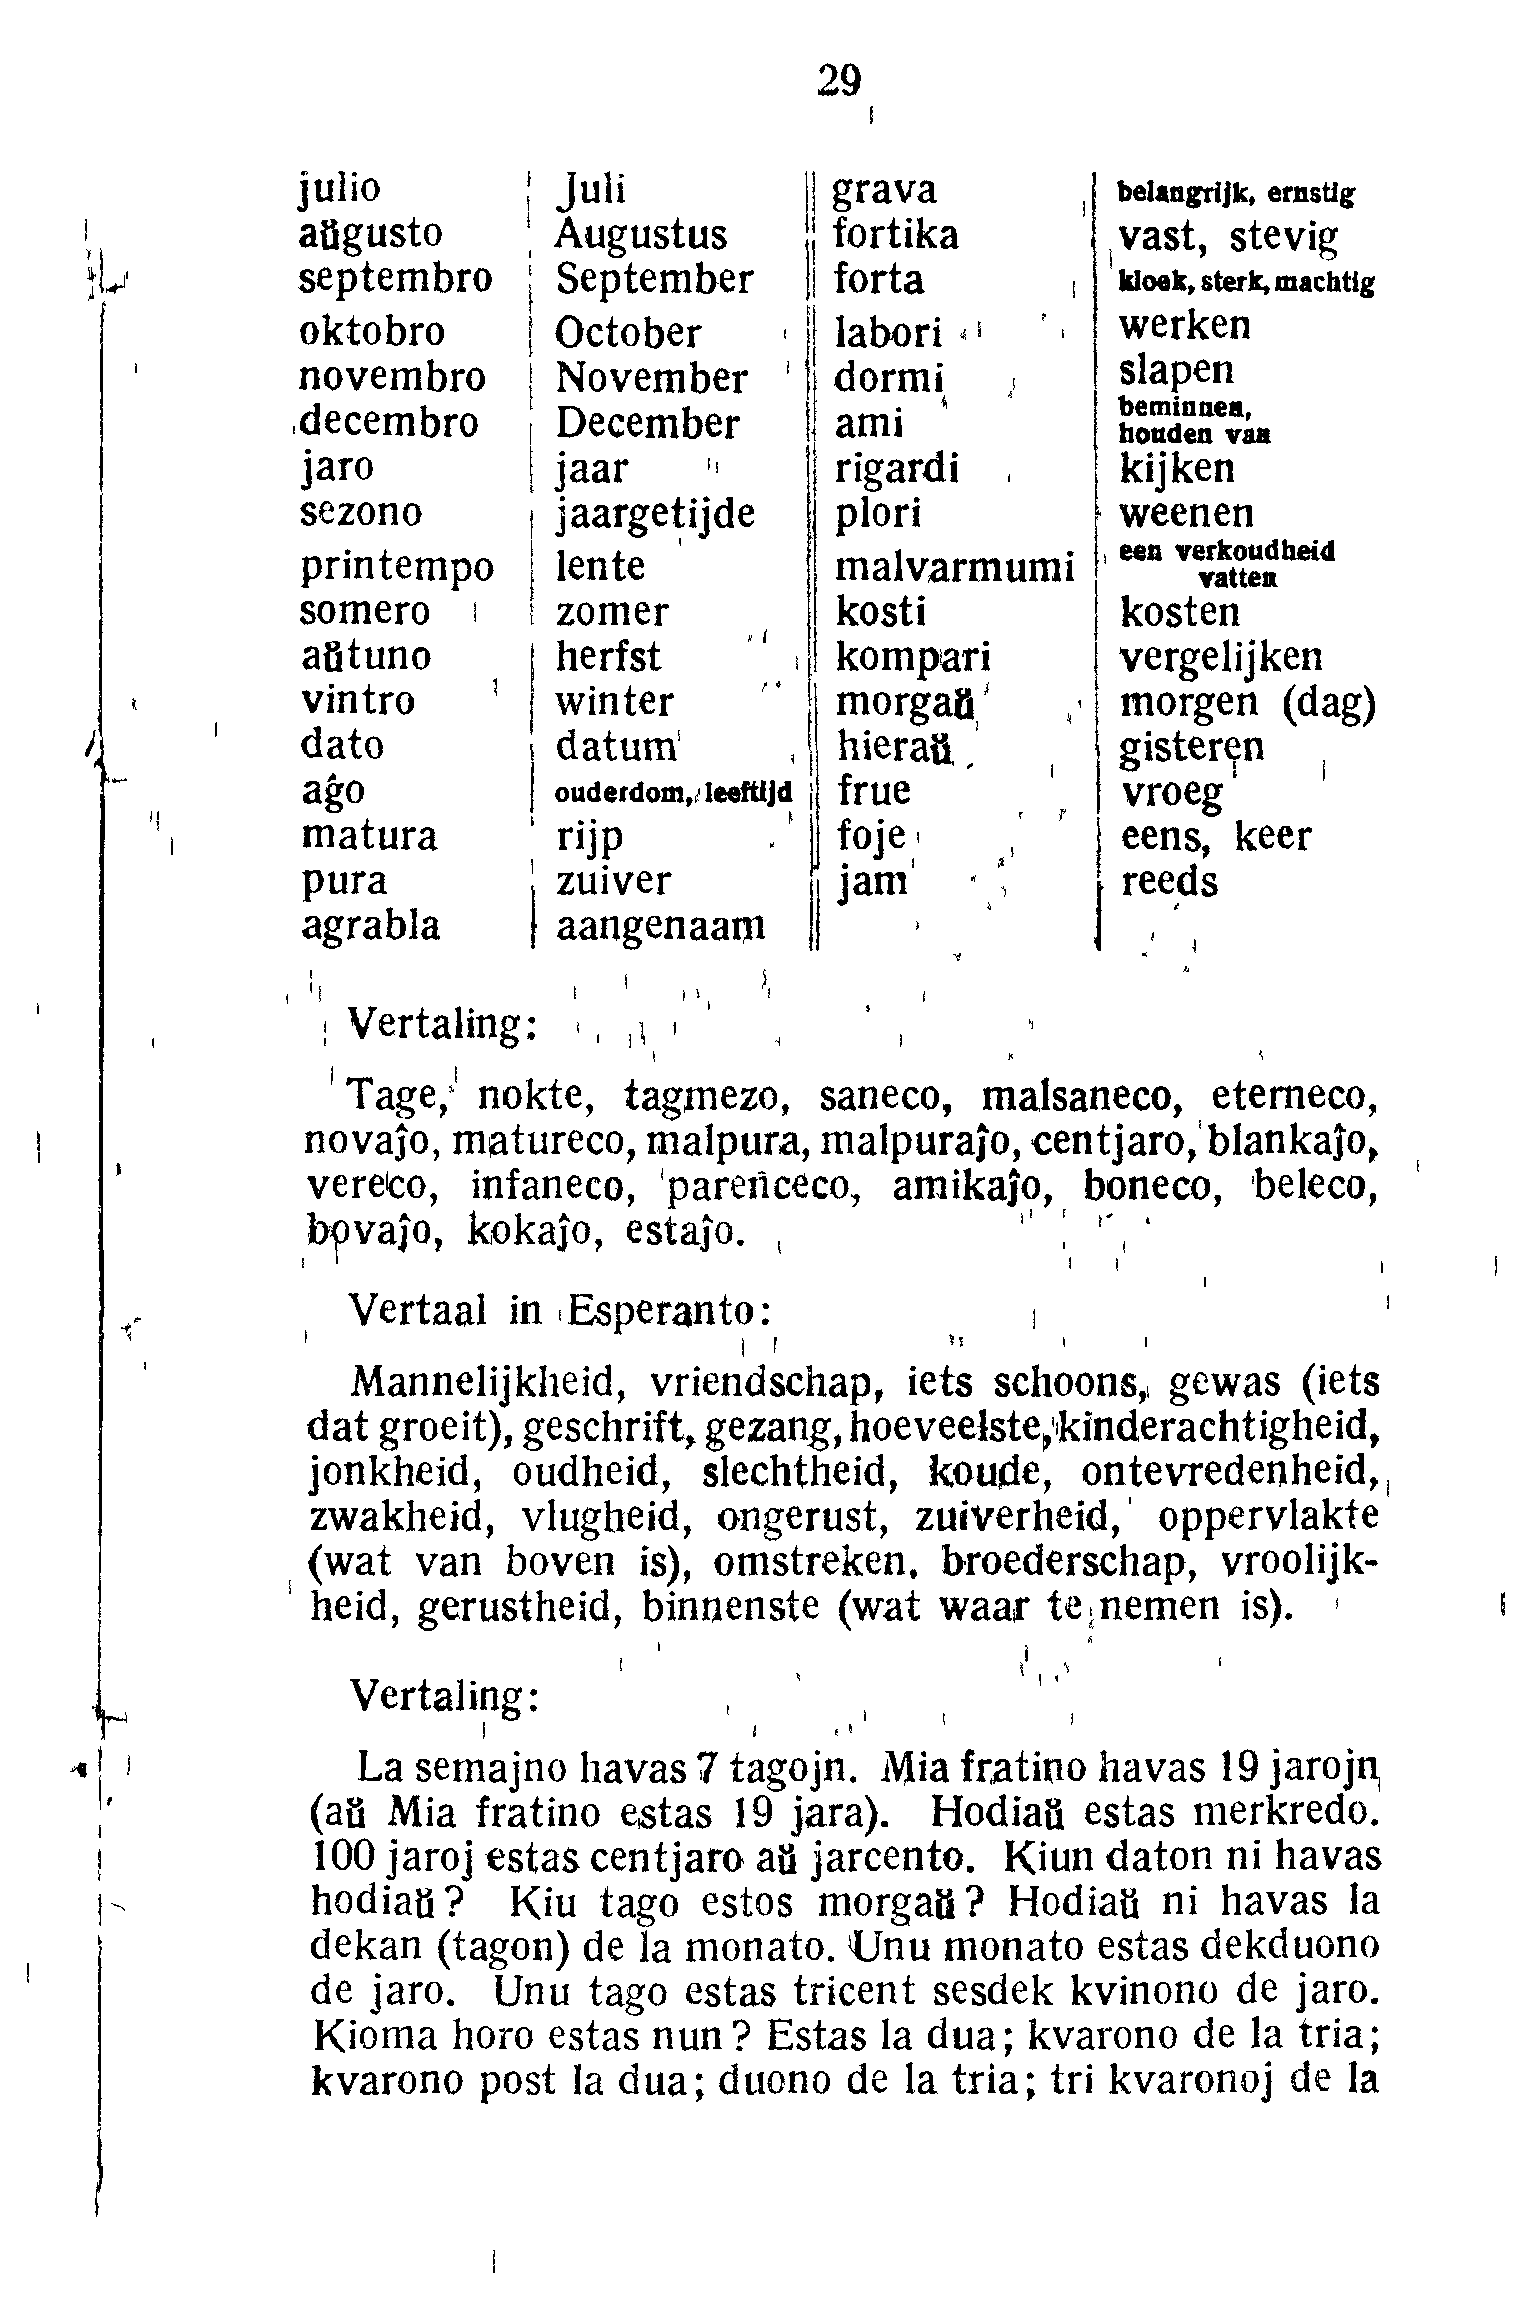 29
julio Juli grava belangrijk, ernstig
aŭgusto Augustus fortika vast, stevig
septembro September forta kloek, sterk, machtig
oktobro October labori werken
novembro November dormi slapen
decembro December ami beminnen, houden van
jaro jaar rigardi kijken
sezono jaargetijde plori weenen
printempo lente malvarmumi een verkoudheid vatten
somero zomer kosti kosten
aŭtuno herfst kompari vergelijken
vintro winter morgaŭ morgen (dag)
dato datum hieraŭ gisteren
aĝo ouderdom, leeftijd frue vroeg
matura rijp foje eens, keer
pura zuiver jam reeds
agrabla aangenaam
Vertaling:
Tage, nokte, tagmezo, saneco, malsaneco, eterneco,
novaĵo, matureco, malpura, malpuraĵo, centjaro, blankaĵo,
vereco, infaneco, parenceco, amikaĵo, boneco, beleco,
bovaĵo, kokaĵo, estaĵo.
Vertaal in Esperanto:
Mannelijkheid, vriendschap, iets schoons, gewas (iets
dat groeit), geschrift, gezang, hoeveelste, kinderachtigheid,
jonkheid, oudheid, slechtheid, koude, ontevredenheid,
zwakheid, vlugheid, ongerust, zuiverheid, oppervlakte
(wat van boven is), omstreken, broederschap, vroolijk-
heid, gerustheid, binnenste (wat waar te nemen is).
Vertaling:
La semajno havas 7 tagojn. Mia fratino havas 19 jarojn
(aŭ Mia fratino estas 19 jara). Hodiaŭ estas merkredo.
100 jaroj estas centjaro aŭ jarcento. Kiun daton ni havas
hodiaŭ? Kiu tago estos morgaŭ? Hodiaŭ ni havas la
dekan (tagon) de la monato. Unu monato estas dekduono
de jaro. Unu tago estas tricent sesdek kvinono de jaro.
Kioma horo estas nun? Estas la dua; kvarono de la tria;
kvarono post la dua; duono de la tria; tri kvaronoj de la